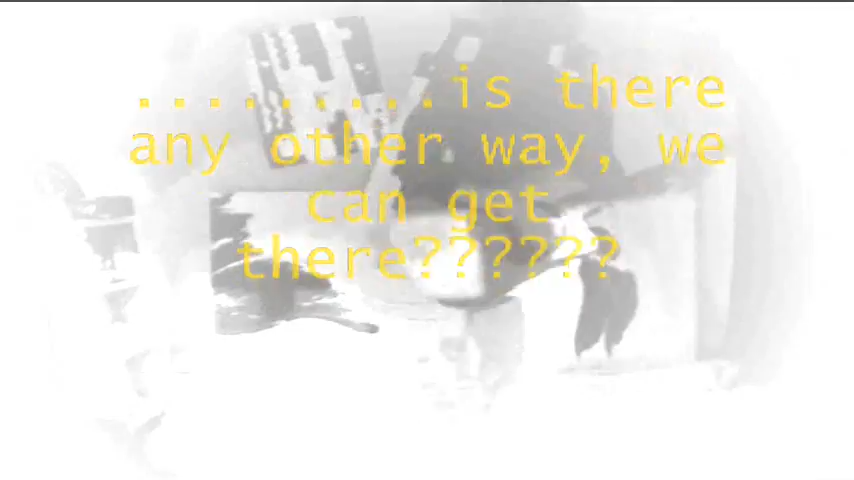 .........is there
any other way, we
can get
there??????